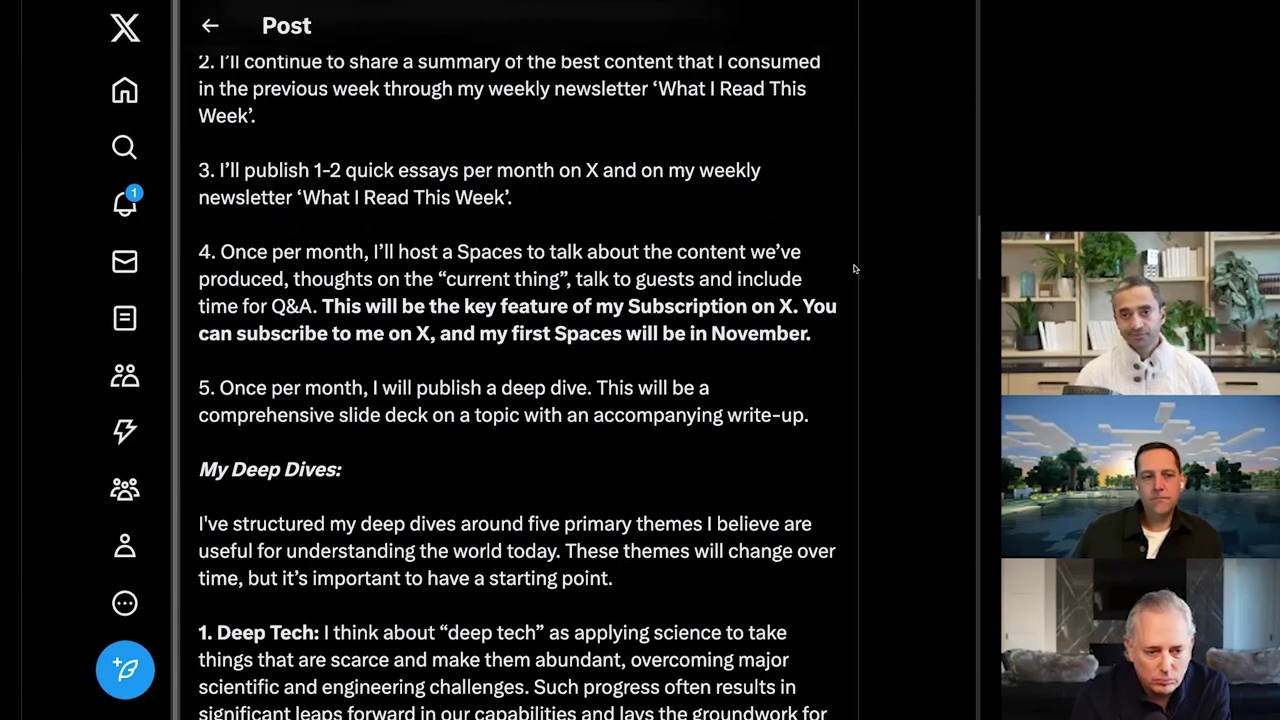 Post
2. I’ll continue to share a summary of the best content that I consumed
in the previous week through my weekly newsletter ‘What I Read This
Week’.
3. I’ll publish 1-2 quick essays per month on X and on my weekly
newsletter ‘What I Read This Week’.
4. Once per month, I’ll host a Spaces to talk about the content we’ve
produced, thoughts on the “current thing”, talk to guests and include
time for Q&A. This will be the key feature of my Subscription on X. You
can subscribe to me on X, and my first Spaces will be in November.
5. Once per month, I will publish a deep dive. This will be a
comprehensive slide deck on a topic with an accompanying write-up.
My Deep Dives:
I've structured my deep dives around five primary themes I believe are
useful for understanding the world today. These themes will change over
time, but it’s important to have a starting point.
1. Deep Tech: I think about “deep tech” as applying science to take
things that are scarce and make them abundant, overcoming major
scientific and engineering challenges. Such progress often results in
significant leaps forward in our capabilities and lays the groundwork for
1